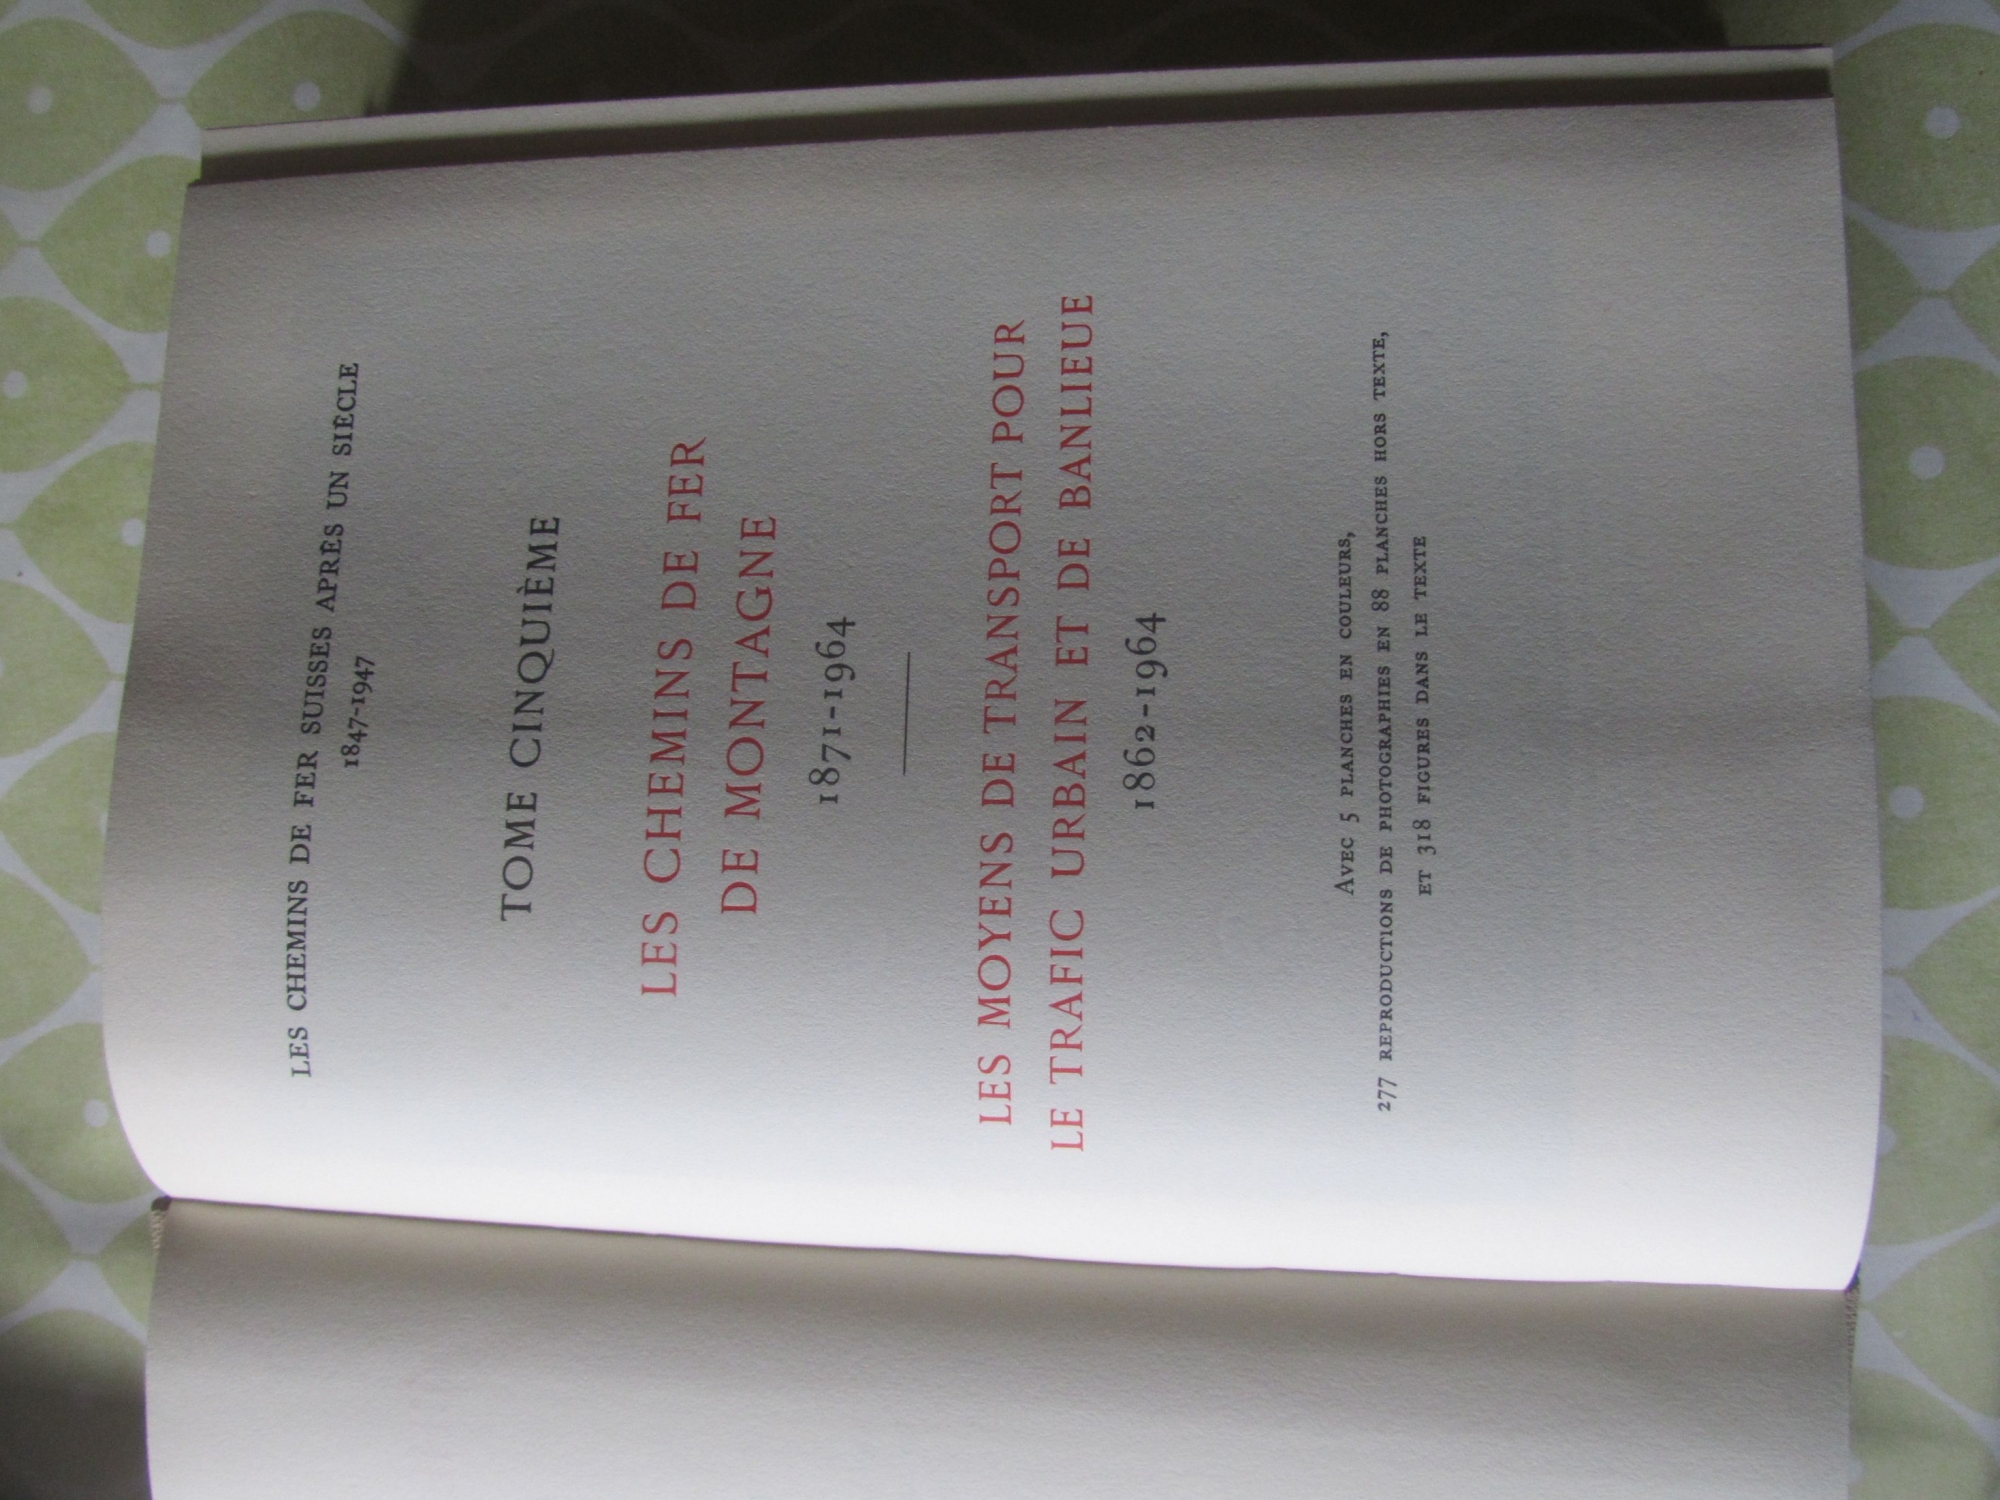 LES CHEMINS DE FER SUISSES APRÈS UN SIÈCLE
1847-1947
TOME CINQUIÈME
LES CHEMINS DE FER
DE MONTAGNE
1871-1964
LES MOYENS DE TRANSPORT POUR
LE TRAFIC URBAIN ET DE BANLIEUE
1862-1964
AVEC 5 PLANCHES EN COULEURS,
277 REPRODUCTIONS DE PHOTOGRAPHIES EN 88 PLANCHES HORS TEXTE,
ET 318 FIGURES DANS LE TEXTE